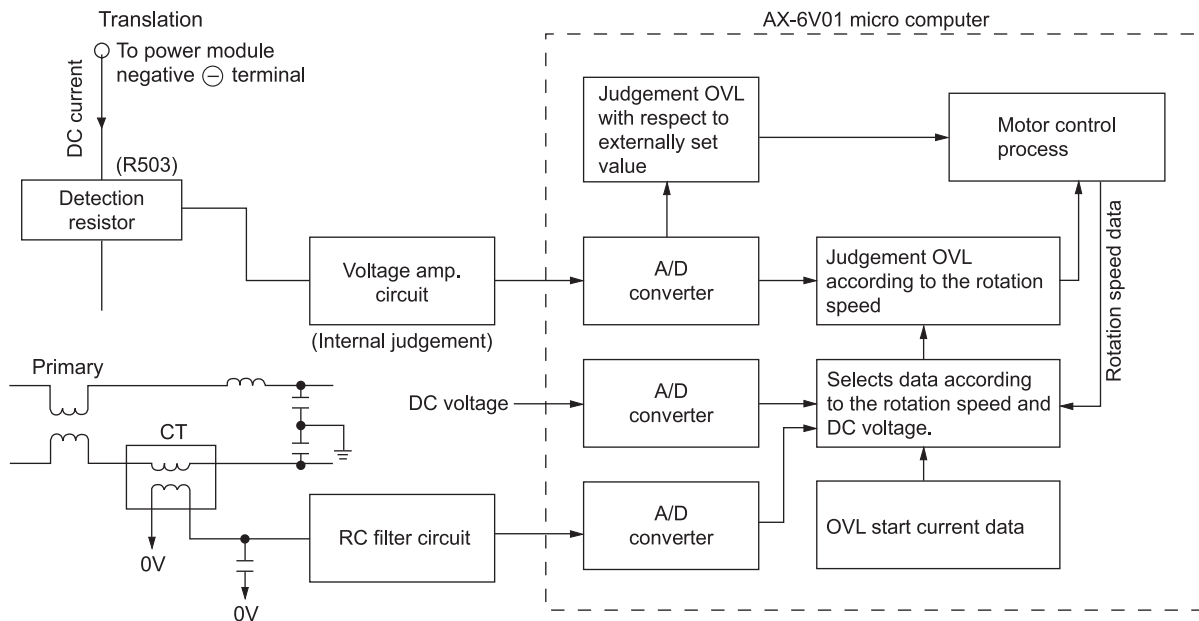 Translation
AX-6V01 micro computer
To power module
negative ⊖ terminal
DC current
(R503)
Detection
resistor
Judgement OVL
with respect to
externally set
value
Motor control
process
Rotation speed data
Voltage amp.
circuit
(Internal judgement)
A/D
converter
Judgement OVL
according to the rotation
speed
Primary
DC voltage
A/D
converter
Selects data according
to the rotation speed and
DC voltage.
CT
0V
0V
RC filter circuit
A/D
converter
OVL start current data